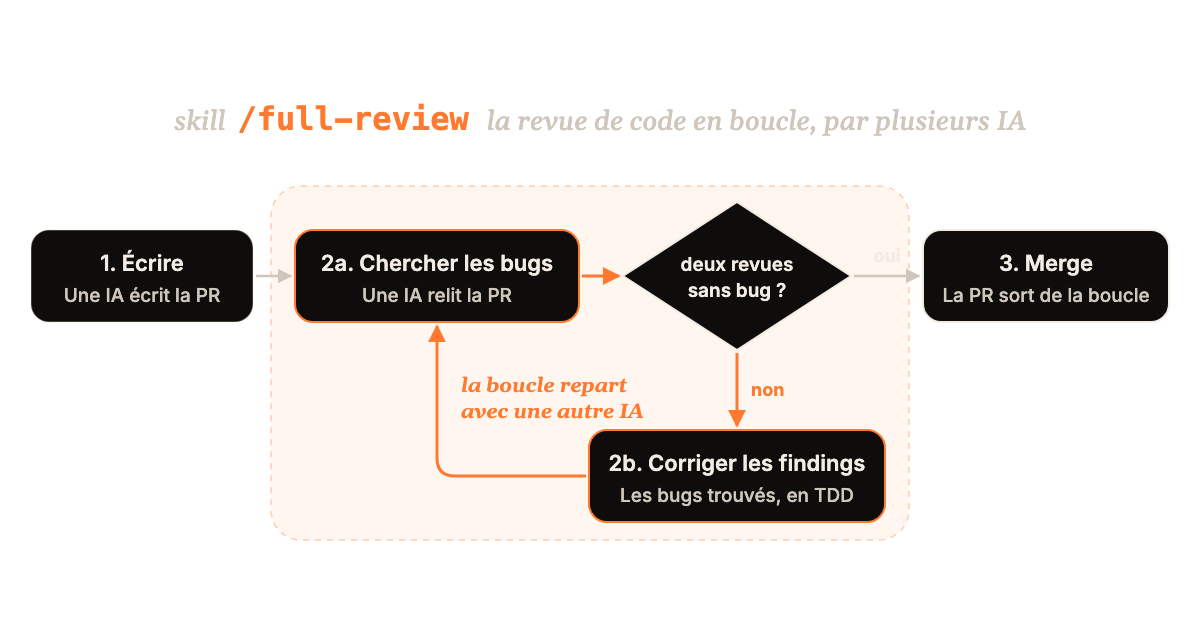 skill /full-review la revue de code en boucle, par plusieurs IA
1. Écrire
Une IA écrit la PR
2a. Chercher les bugs
Une IA relit la PR
deux revues
sans bug ?
oui
3. Merge
La PR sort de la boucle
la boucle repart
avec une autre IA
non
2b. Corriger les findings
Les bugs trouvés, en TDD